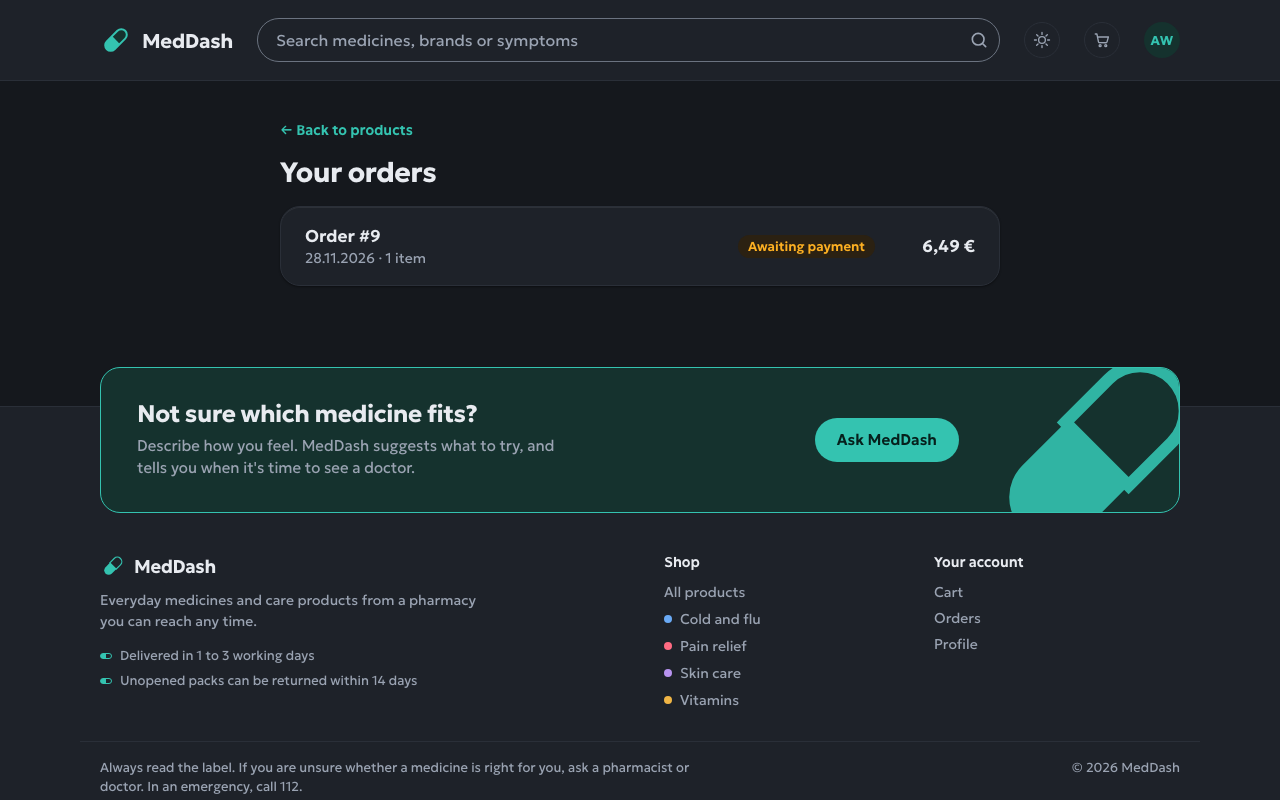 MedDash
Search medicines, brands or symptoms
AW
← Back to products
Your orders
Order #9
28.11.2026 · 1 item
Awaiting payment
6,49 €
Not sure which medicine fits?
Describe how you feel. MedDash suggests what to try, and
tells you when it's time to see a doctor.
Ask MedDash
MedDash
Everyday medicines and care products from a pharmacy
you can reach any time.
Delivered in 1 to 3 working days
Unopened packs can be returned within 14 days
Shop
All products
Cold and flu
Pain relief
Skin care
Vitamins
Your account
Cart
Orders
Profile
Always read the label. If you are unsure whether a medicine is right for you, ask a pharmacist or
doctor. In an emergency, call 112.
© 2026 MedDash